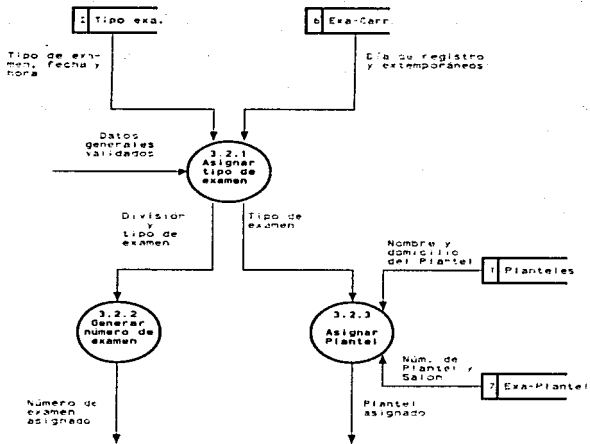 Tipo exa.
6 Exa-Carr.
Tipo de exa-
men, fecha y
hora
Día de registro
y extemporáneos
Datos
generales
validados
3.2.1
Asignar
tipo de
examen
División
y
tipo de
examen
Tipo de
examen
Nombre y
domicilio
del Plantel
1 Planteles
3.2.2
Generar
número de
examen
3.2.3
Asignar
Plantel
Núm. de
Plantel y
Salón
7 Exa-Plantel
Número de
examen
asignado
Plantel
asignado